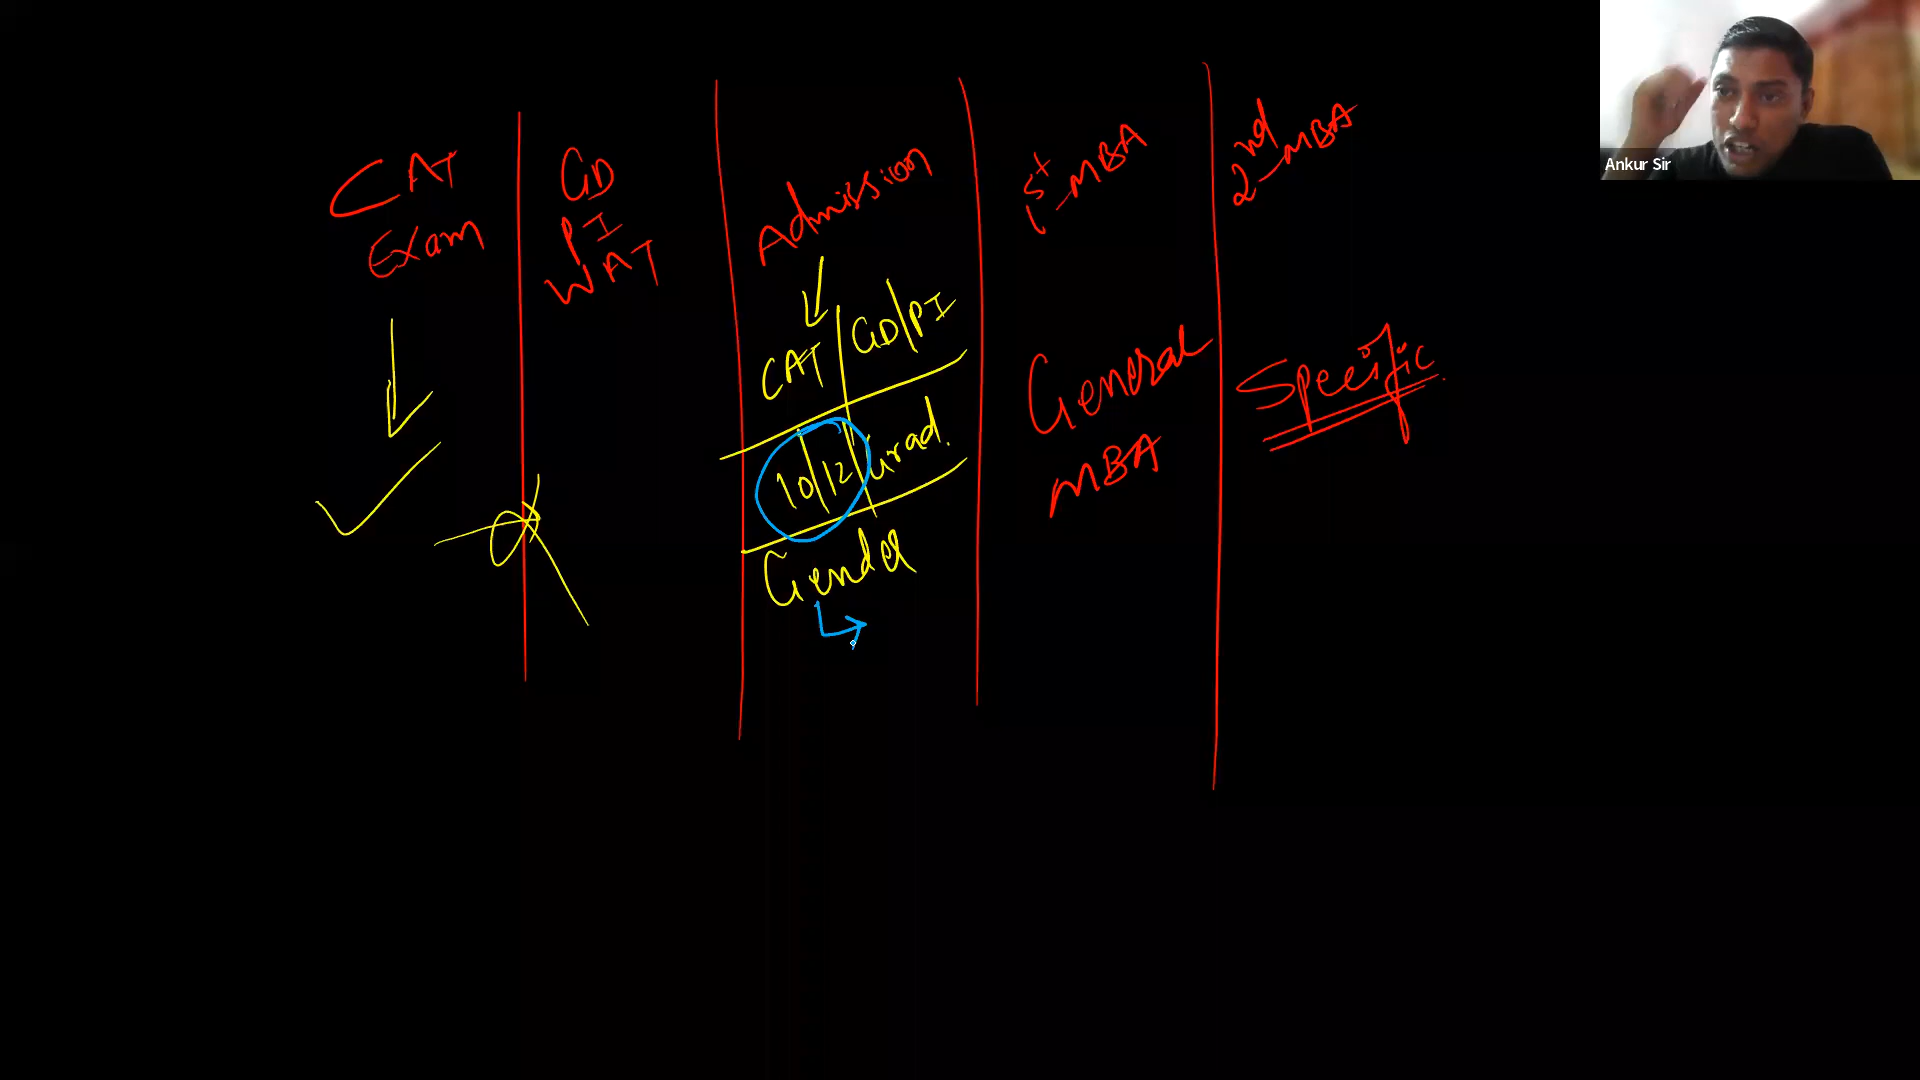 CAT
Exam
GD
PI
WAT
Admission
CAT / GD/PI
10/12/Grad.
Gender
1st MBA
General
MBA
2nd MBA
Specific
Ankur Sir